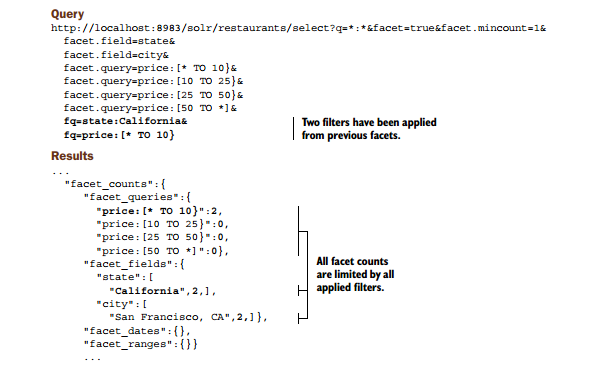 Query
http://localhost:8983/solr/restaurants/select?q=*:*&facet=true&facet.mincount=1&
facet.field=state&
facet.field=city&
facet.query=price:[* TO 10}&
facet.query=price:[10 TO 25}&
facet.query=price:[25 TO 50}&
facet.query=price:[50 TO *]&
fq=state:California&
fq=price:[* TO 10}
Two filters have been applied
from previous facets.
Results
...
"facet_counts":{
"facet_queries":{
"price:[* TO 10}":2,
"price:[10 TO 25}":0,
"price:[25 TO 50}":0,
"price:[50 TO *]":0},
"facet_fields":{
"state":[
"California",2,],
"city":[
"San Francisco, CA",2,]},
"facet_dates":{},
"facet_ranges":{}}
...
All facet counts
are limited by all
applied filters.